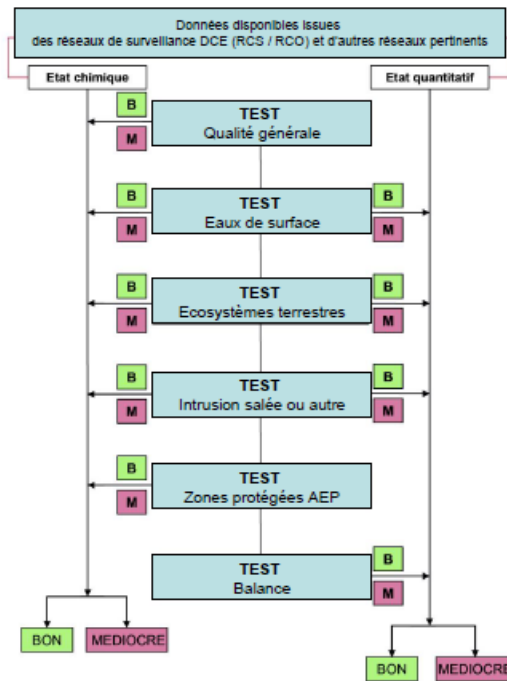 Données disponibles issues
des réseaux de surveillance DCE (RCS / RCO) et d'autres réseaux pertinents
Etat chimique
Etat quantitatif
B
M
TEST
Qualité générale
B
M
TEST
Eaux de surface
B
M
B
M
TEST
Ecosystèmes terrestres
B
M
B
M
TEST
Intrusion salée ou autre
B
M
B
M
TEST
Zones protégées AEP
TEST
Balance
B
M
BON
MEDIOCRE
BON
MEDIOCRE